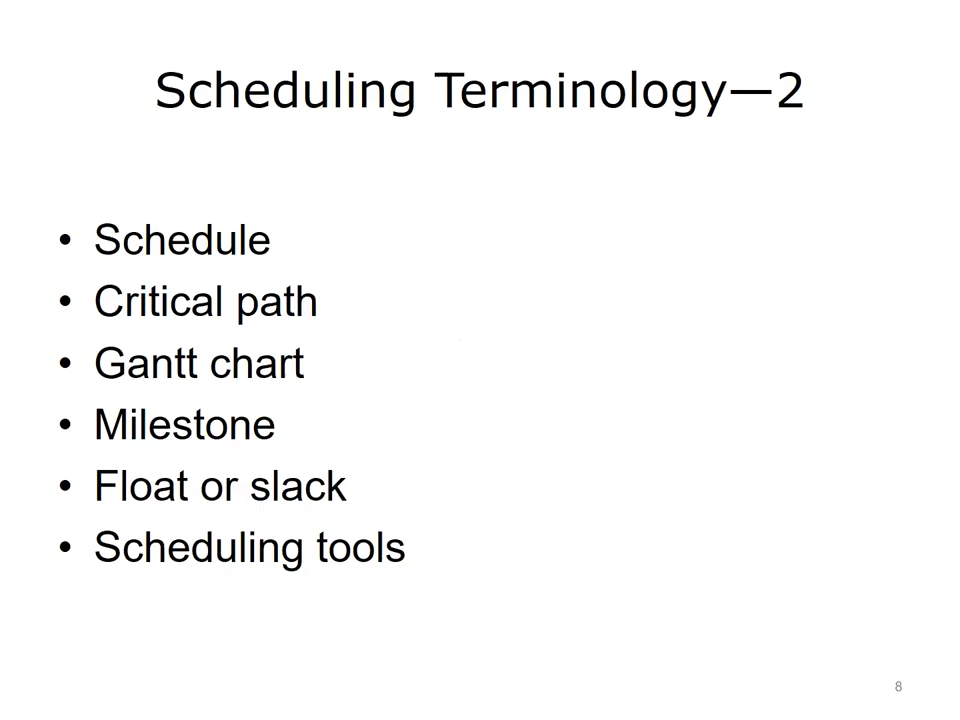 Scheduling Terminology—2
• Schedule
• Critical path
• Gantt chart
• Milestone
• Float or slack
• Scheduling tools
8